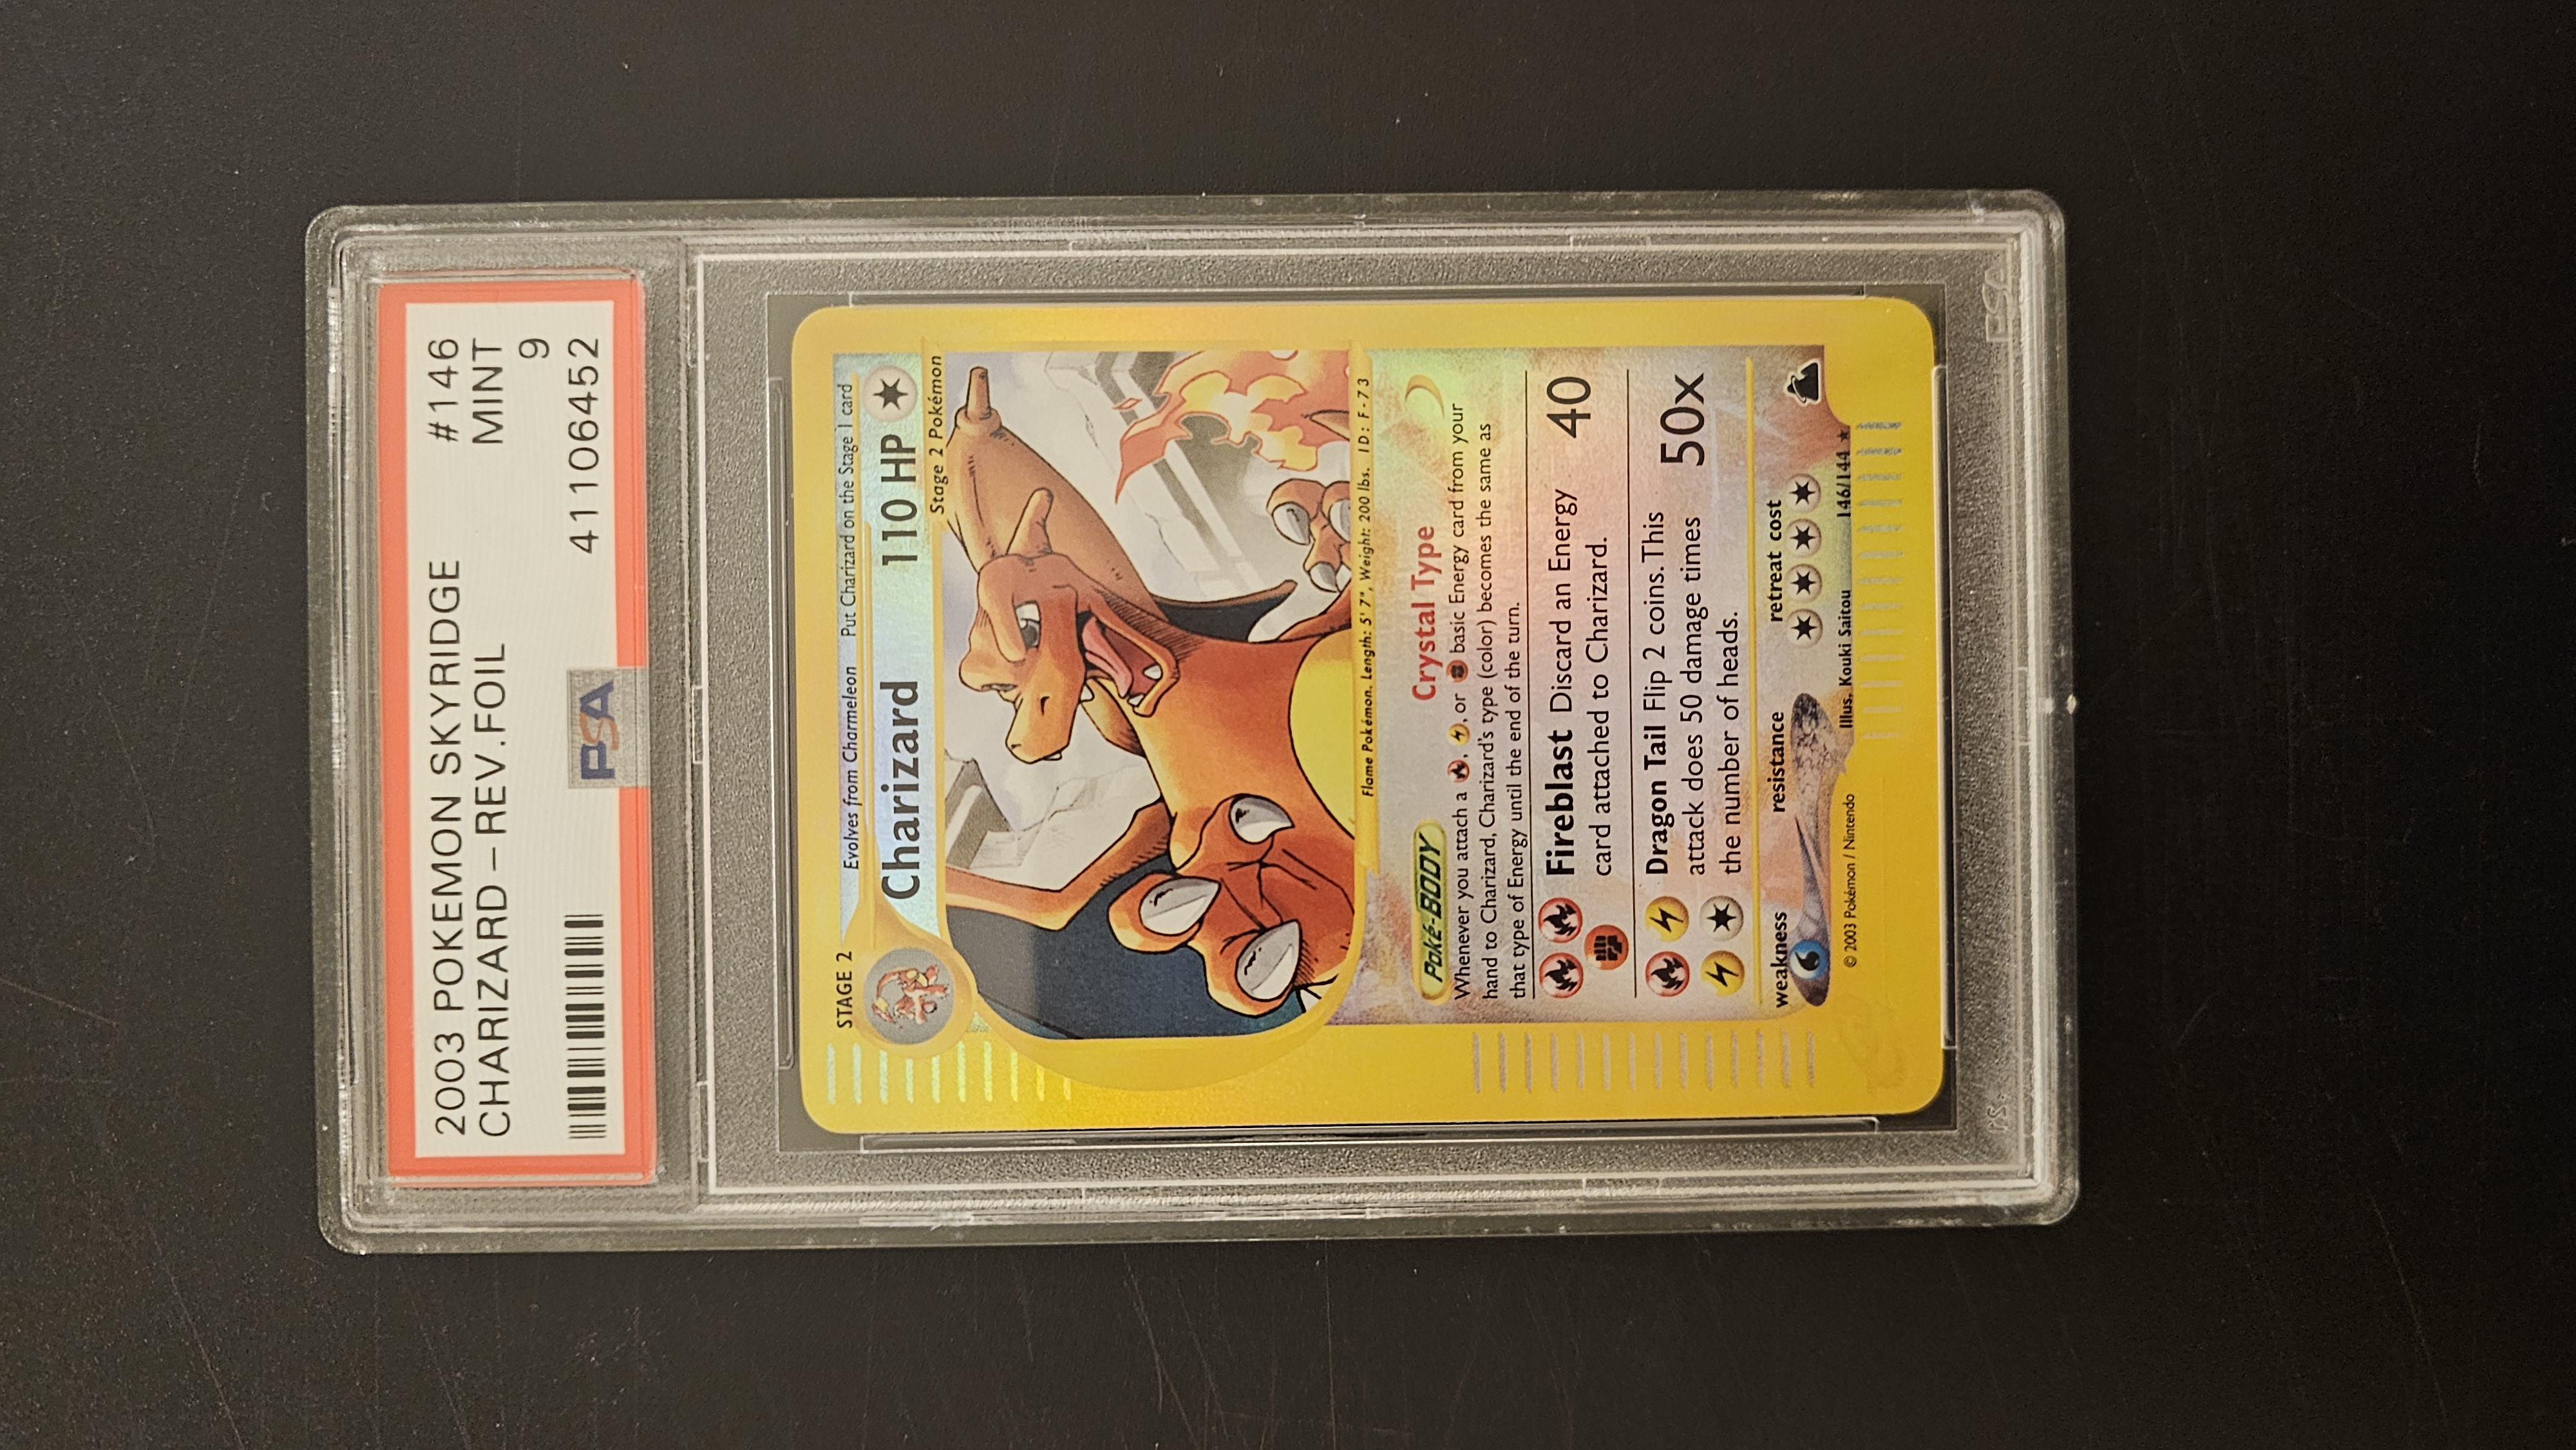 2003 POKEMON SKYRIDGE #146
CHARIZARD - REV.FOIL MINT
9
PSA 41106452
STAGE 2 Evolves from Charmeleon Put Charizard on the Stage 1 card
Charizard 110 HP
Stage 2 Pokémon
Flame Pokémon. Length: 5' 7", Weight: 200 lbs. ID: F-73
Poké-BODY Crystal Type
Whenever you attach a , , or basic Energy card from your
hand to Charizard, Charizard's type (color) becomes the same as
that type of Energy until the end of the turn.
Fireblast Discard an Energy 40
card attached to Charizard.
Dragon Tail Flip 2 coins. This 50x
attack does 50 damage times
the number of heads.
weakness resistance retreat cost
Illus. Kouki Saitou 146/144 ★
© 2003 Pokémon / Nintendo
PSA